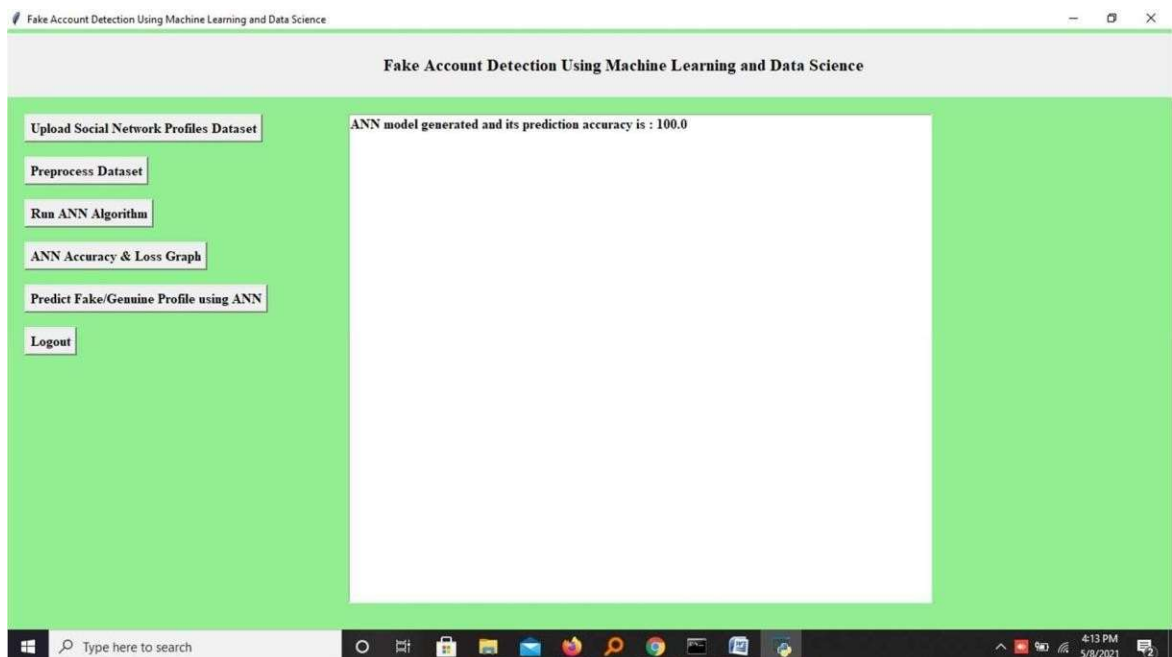 Fake Account Detection Using Machine Learning and Data Science
Fake Account Detection Using Machine Learning and Data Science
Upload Social Network Profiles Dataset
ANN model generated and its prediction accuracy is : 100.0
Preprocess Dataset
Run ANN Algorithm
ANN Accuracy & Loss Graph
Predict Fake/Genuine Profile using ANN
Logout
Type here to search
4:13 PM
5/8/2021